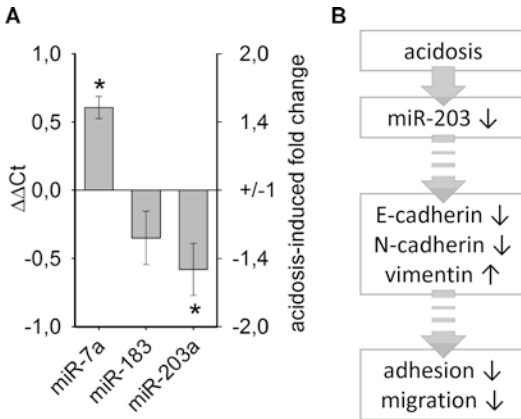 A
ΔΔCt
1,0
0,5
0,0
-0,5
-1,0
*
*
miR-7a
miR-183
miR-203a
2,0
1,4
+/-1
-1,4
-2,0
acidosis-induced fold change
B
acidosis
miR-203 ↓
E-cadherin ↓
N-cadherin ↓
vimentin ↑
adhesion ↓
migration ↓